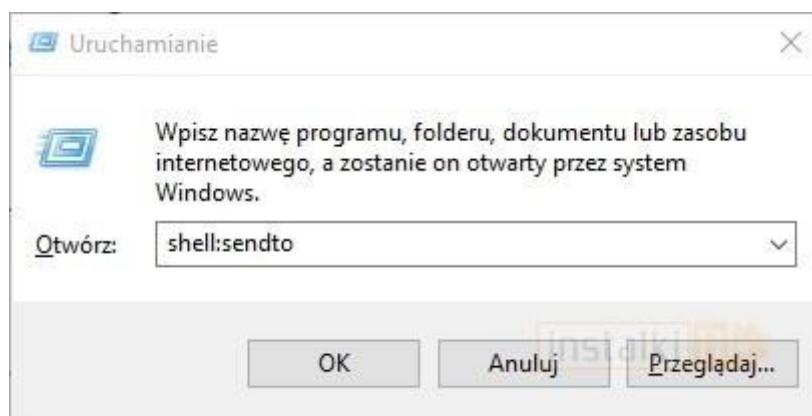 Uruchamianie
Wpisz nazwę programu, folderu, dokumentu lub zasobu
internetowego, a zostanie on otwarty przez system
Windows.
Otwórz: shell:sendto
OK Anuluj Przeglądaj...
instalki